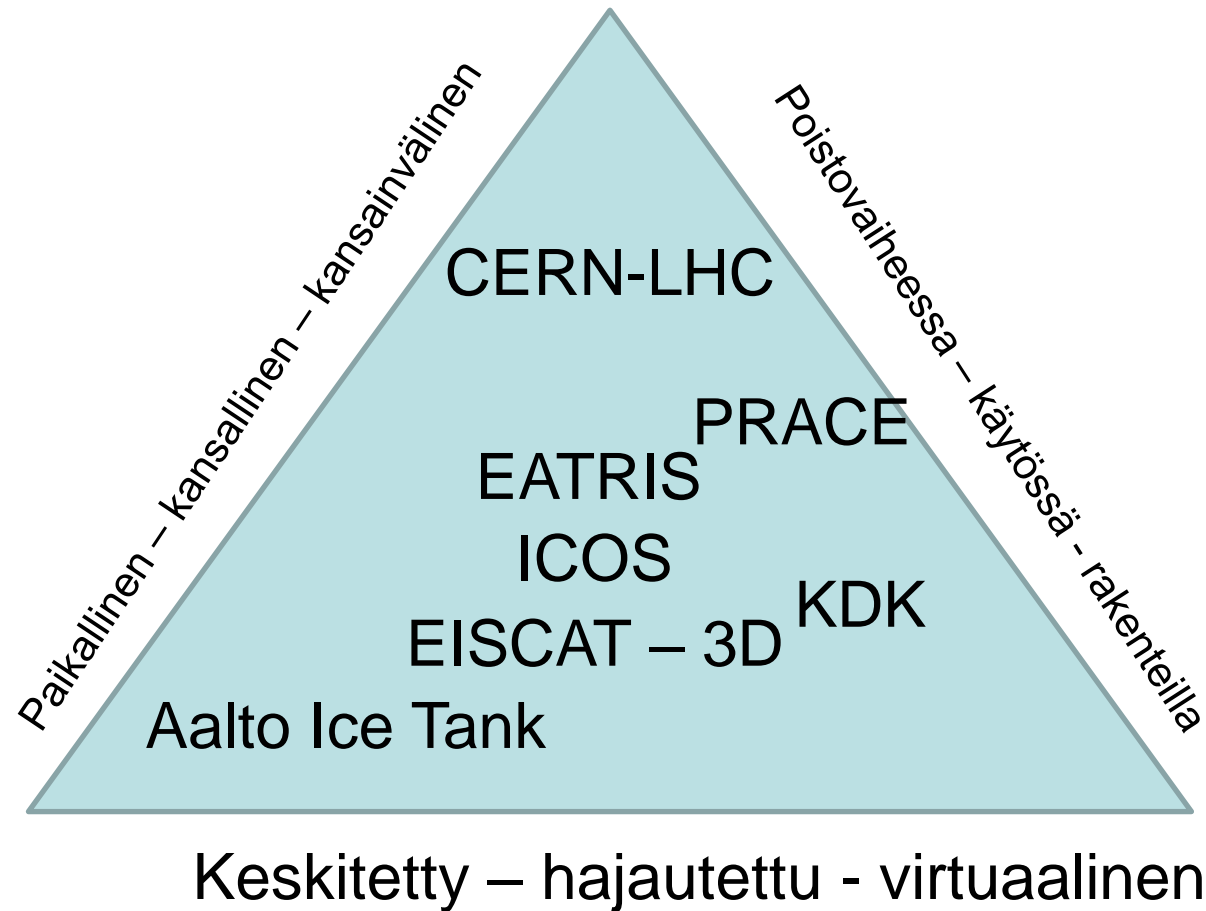 Paikallinen – kansallinen – kansainvälinen
Poistovaiheessa – käytössä - rakenteilla
CERN-LHC
PRACE
EATRIS
ICOS
KDK
EISCAT – 3D
Aalto Ice Tank
Keskitetty – hajautettu - virtuaalinen